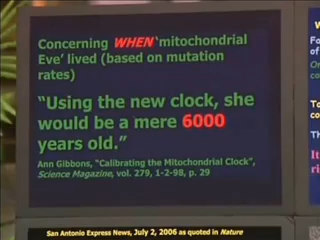 Concerning WHEN 'mitochondrial
Eve' lived (based on mutation
rates)
"Using the new clock, she
would be a mere 6000
years old."
Ann Gibbons, "Calibrating the Mitochondrial Clock",
Science Magazine, vol. 279, 1-2-98, p. 29
San Antonio Express News, July 2, 2006 as quoted in Nature